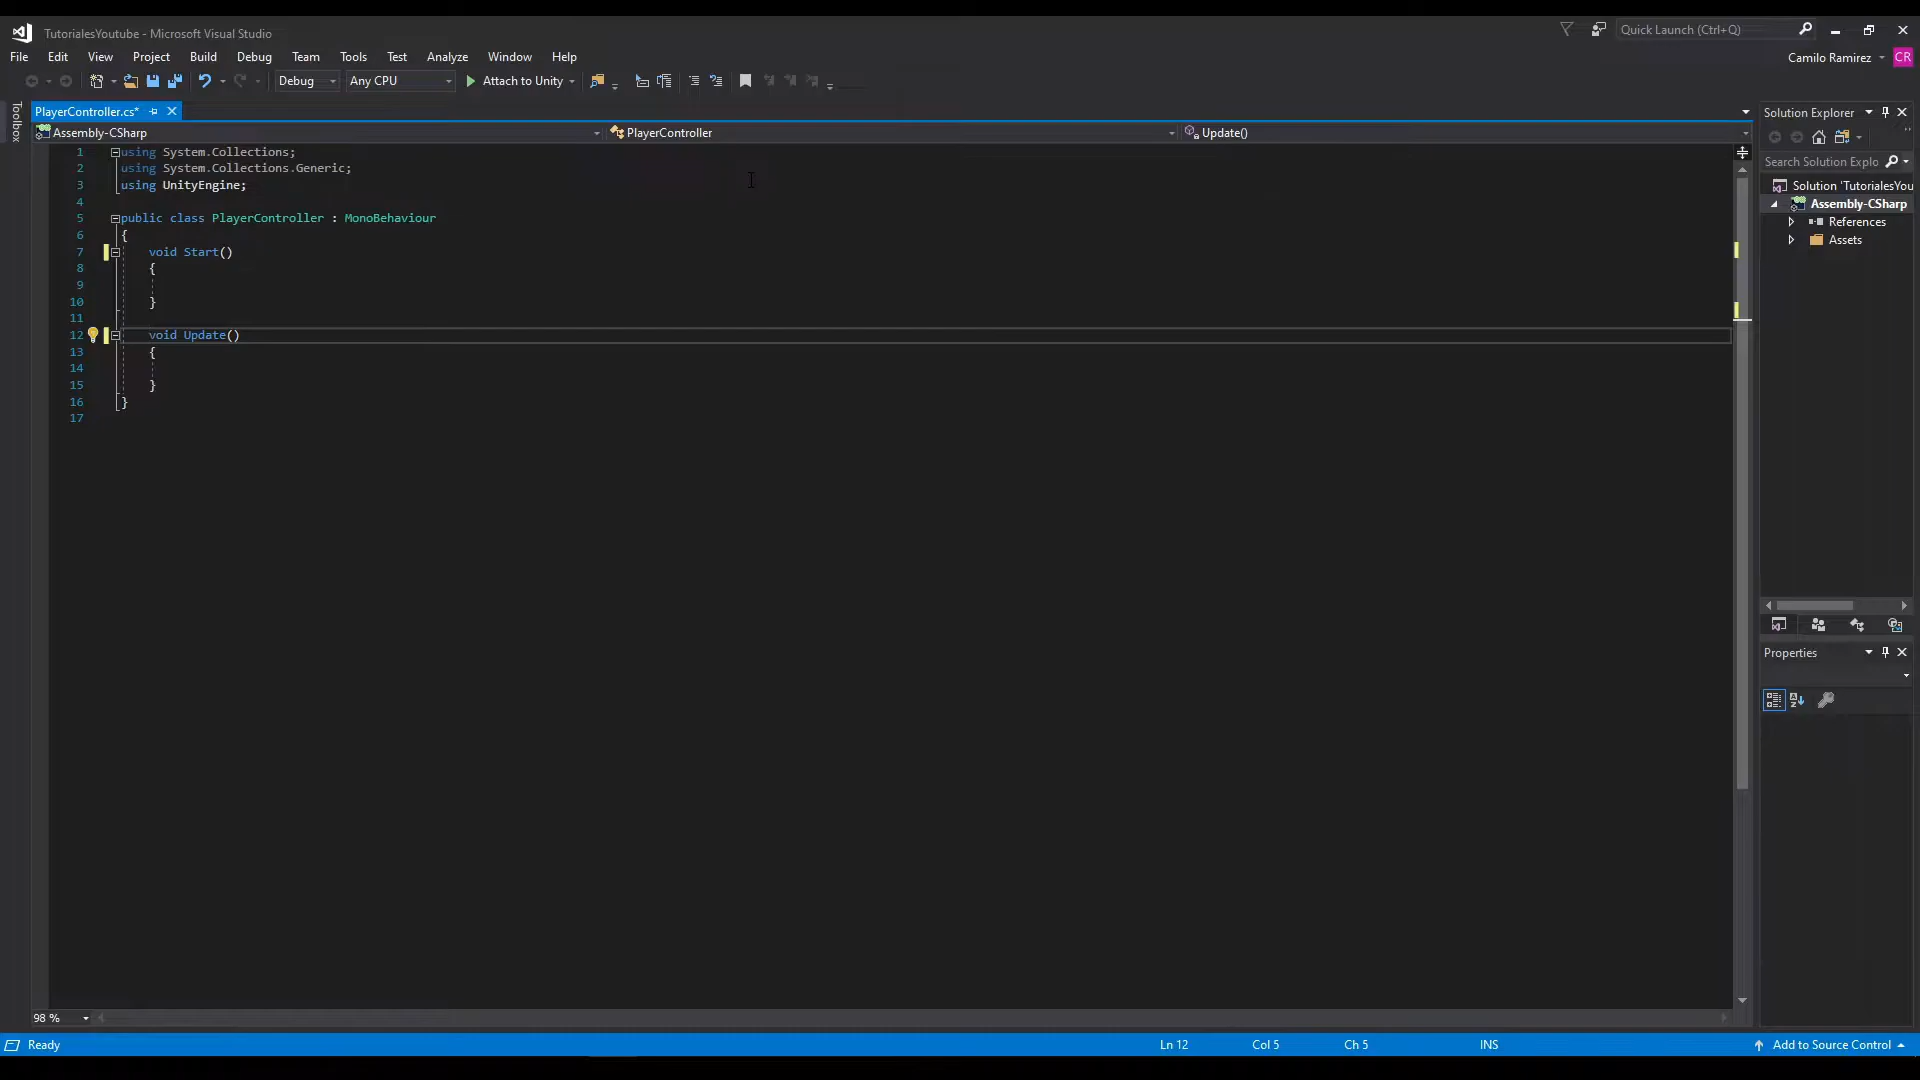 TutorialesYoutube - Microsoft Visual Studio
Quick Launch (Ctrl+Q)
File Edit View Project Build Debug Team Tools Test Analyze Window Help
Camilo Ramirez CR
Debug Any CPU Attach to Unity
Toolbox
PlayerController.cs*
Assembly-CSharp PlayerController Update()
1 using System.Collections;
2 using System.Collections.Generic;
3 using UnityEngine;
4
5 public class PlayerController : MonoBehaviour
6 {
7 void Start()
8 {
9
10 }
11
12 void Update()
13 {
14
15 }
16 }
17
98 %
Solution Explorer
Search Solution Explo
Solution 'TutorialesYou
Assembly-CSharp
References
Assets
Properties
Ready Ln 12 Col 5 Ch 5 INS Add to Source Control